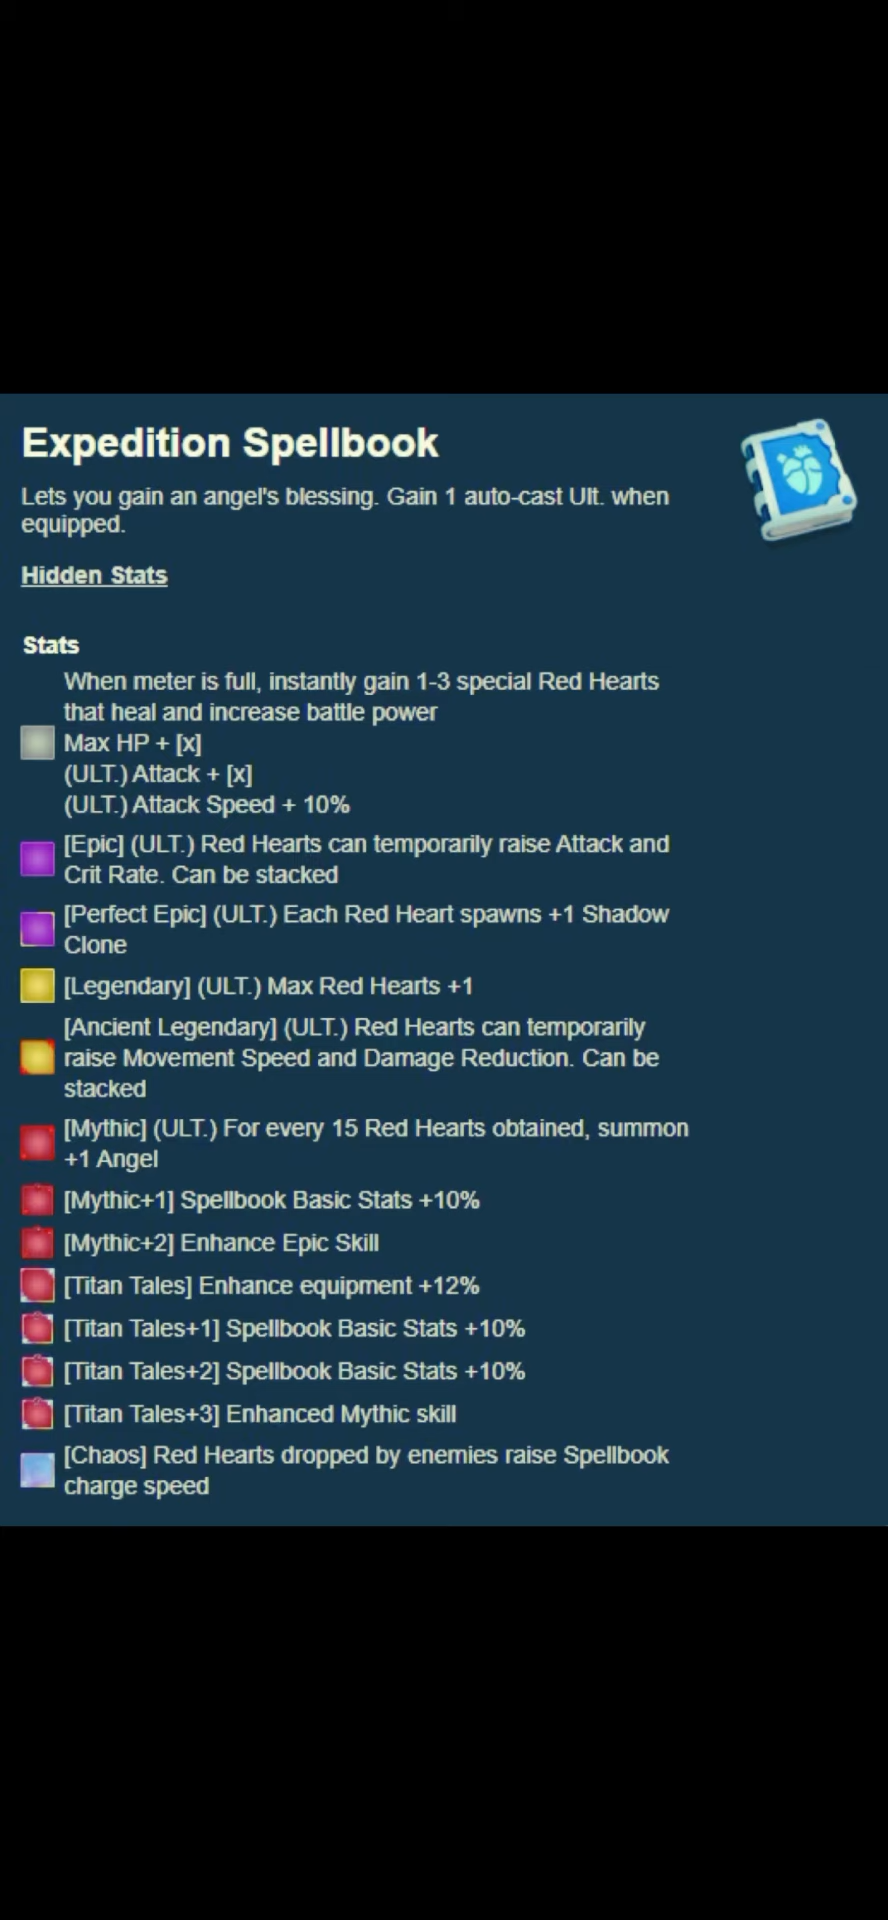 Expedition Spellbook
Lets you gain an angel's blessing. Gain 1 auto-cast Ult. when
equipped.
Hidden Stats
Stats
When meter is full, instantly gain 1-3 special Red Hearts
that heal and increase battle power
Max HP + [x]
(ULT.) Attack + [x]
(ULT.) Attack Speed + 10%
[Epic] (ULT.) Red Hearts can temporarily raise Attack and
Crit Rate. Can be stacked
[Perfect Epic] (ULT.) Each Red Heart spawns +1 Shadow
Clone
[Legendary] (ULT.) Max Red Hearts +1
[Ancient Legendary] (ULT.) Red Hearts can temporarily
raise Movement Speed and Damage Reduction. Can be
stacked
[Mythic] (ULT.) For every 15 Red Hearts obtained, summon
+1 Angel
[Mythic+1] Spellbook Basic Stats +10%
[Mythic+2] Enhance Epic Skill
[Titan Tales] Enhance equipment +12%
[Titan Tales+1] Spellbook Basic Stats +10%
[Titan Tales+2] Spellbook Basic Stats +10%
[Titan Tales+3] Enhanced Mythic skill
[Chaos] Red Hearts dropped by enemies raise Spellbook
charge speed